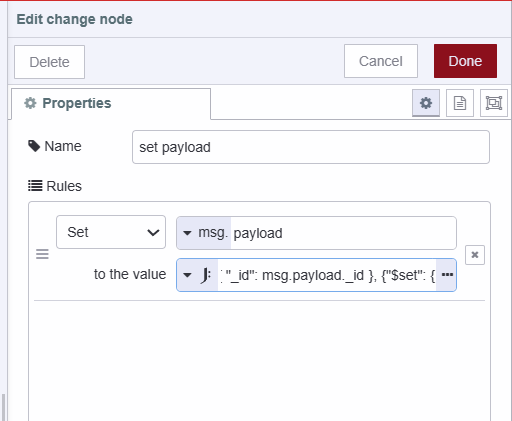 Edit change node
Delete
Cancel
Done
Properties
Name
set payload
Rules
Set
msg. payload
to the value
J: "_id": msg.payload._id }, {"$set": {